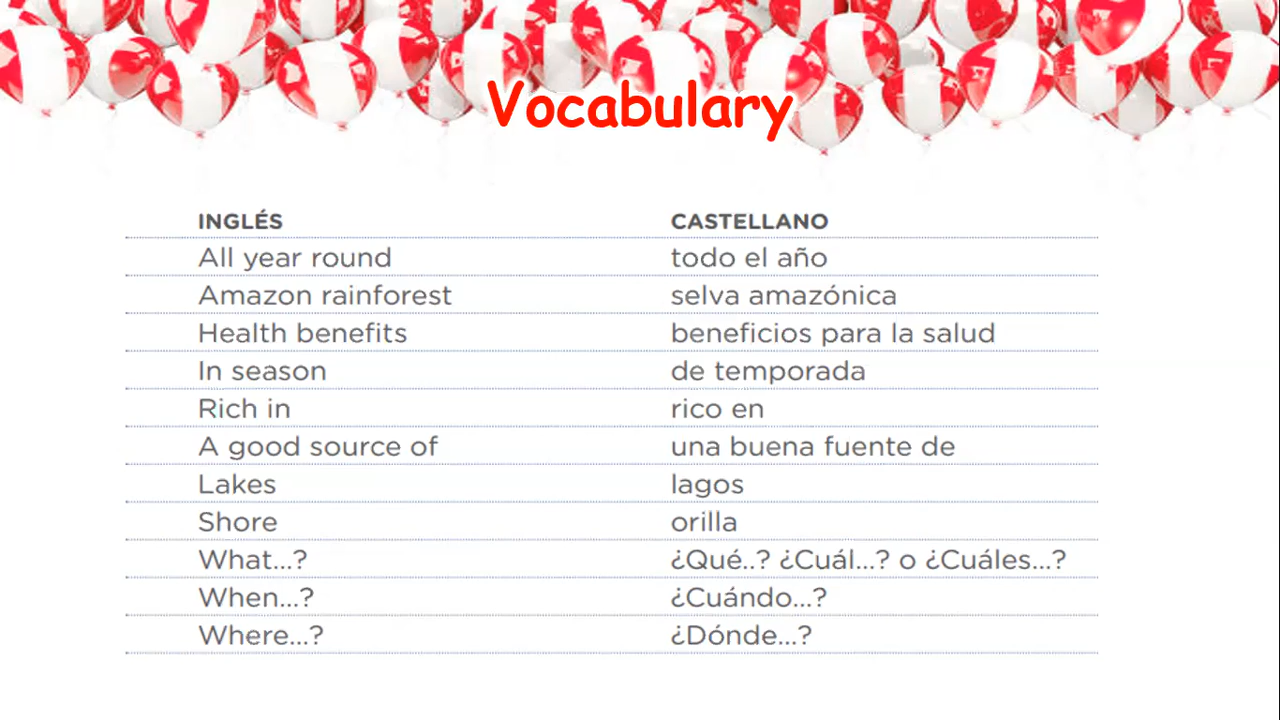 Vocabulary
INGLÉS CASTELLANO
All year round todo el año
Amazon rainforest selva amazónica
Health benefits beneficios para la salud
In season de temporada
Rich in rico en
A good source of una buena fuente de
Lakes lagos
Shore orilla
What...? ¿Qué..? ¿Cuál...? o ¿Cuáles...?
When...? ¿Cuándo...?
Where...? ¿Dónde...?